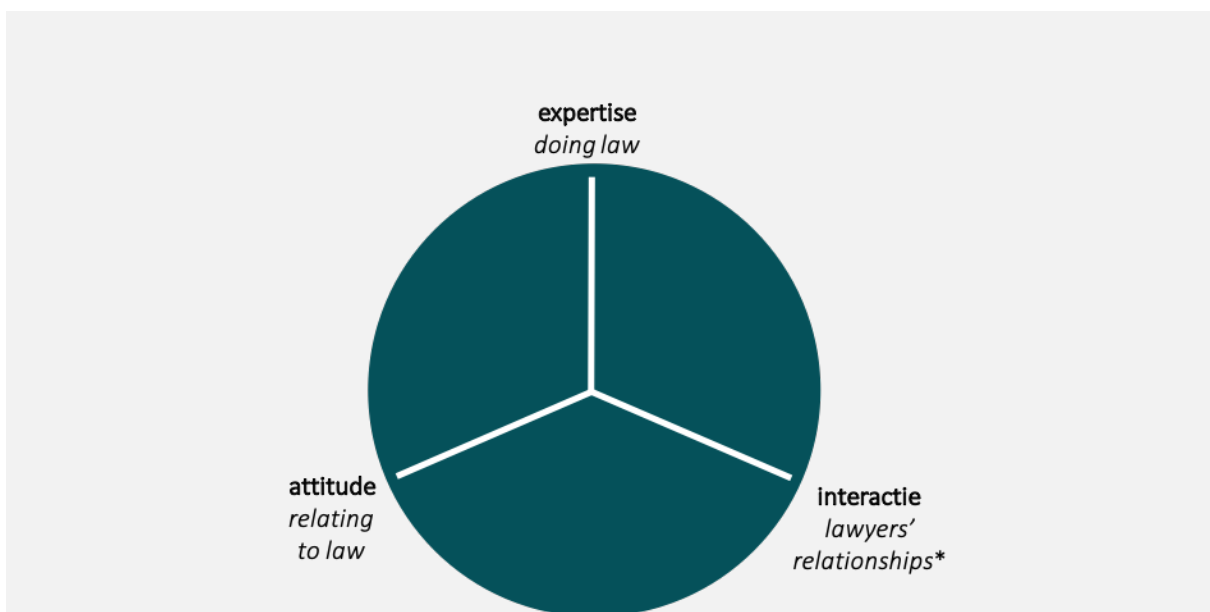 expertise
doing law
attitude
relating
to law
interactie
lawyers’
relationships*